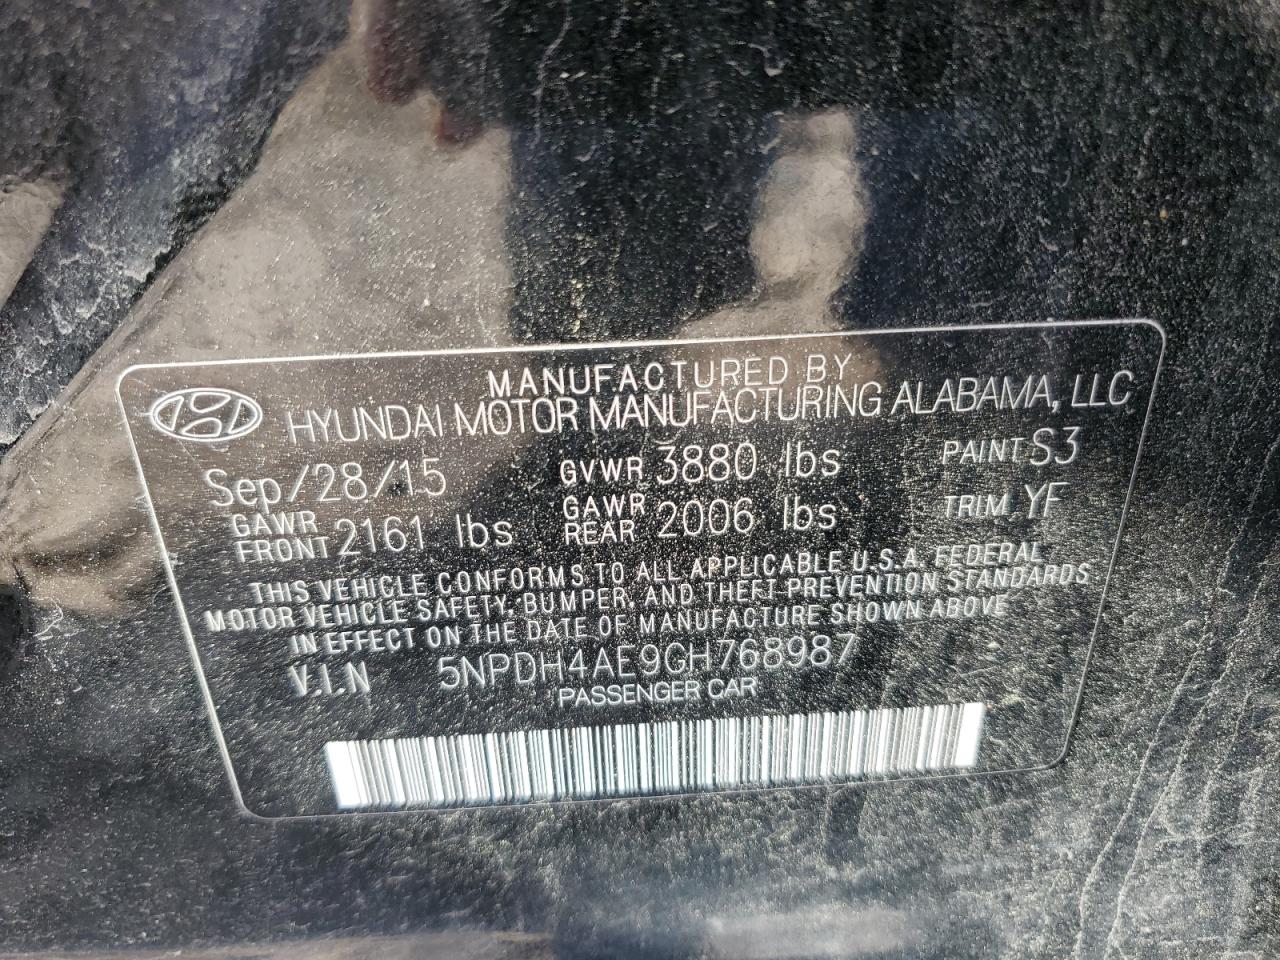 MANUFACTURED BY
HYUNDAI MOTOR MANUFACTURING ALABAMA, LLC
Sep/28/15 GVWR 3880 lbs PAINT S3
GAWR FRONT 2161 lbs GAWR REAR 2006 lbs TRIM YF
THIS VEHICLE CONFORMS TO ALL APPLICABLE U.S.A. FEDERAL
MOTOR VEHICLE SAFETY, BUMPER, AND THEFT PREVENTION STANDARDS
IN EFFECT ON THE DATE OF MANUFACTURE SHOWN ABOVE
V.I.N 5NPDH4AE9GH768987
PASSENGER CAR